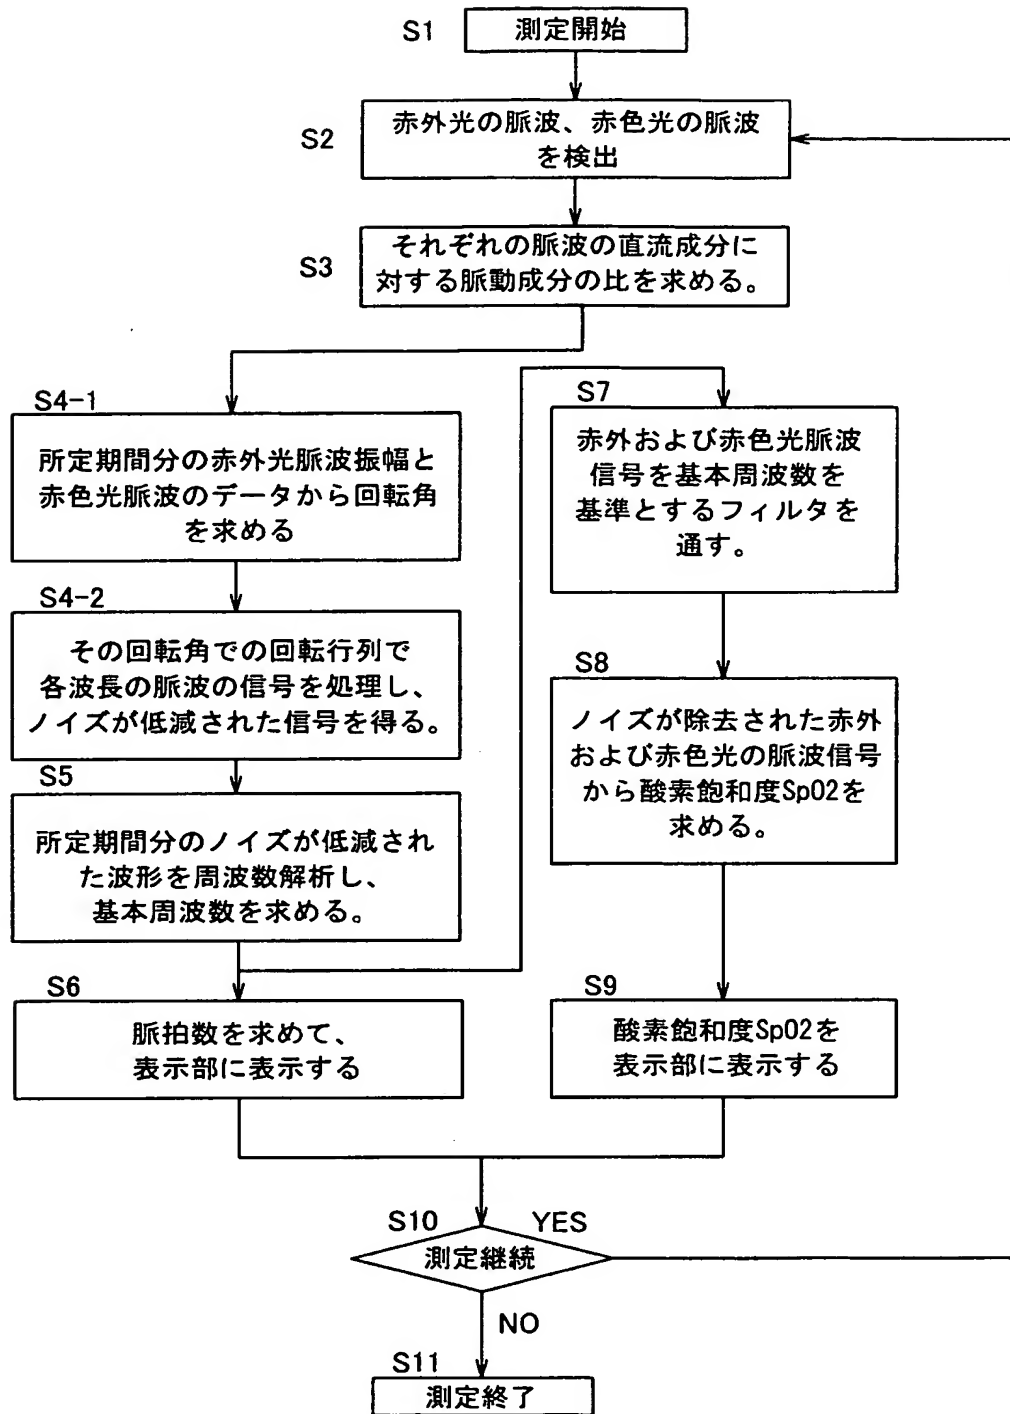 S1
測定開始
S2
赤外光の脈波、赤色光の脈波
を検出
S3
それぞれの脈波の直流成分に
対する脈動成分の比を求める。
S4-1
所定期間分の赤外光脈波振幅と
赤色光脈波のデータから回転角
を求める
S4-2
その回転角での回転行列で
各波長の脈波の信号を処理し、
ノイズが低減された信号を得る。
S5
所定期間分のノイズが低減され
た波形を周波数解析し、
基本周波数を求める。
S6
脈拍数を求めて、
表示部に表示する
S7
赤外および赤色光脈波
信号を基本周波数を
基準とするフィルタを
通す。
S8
ノイズが除去された赤外
および赤色光の脈波信号
から酸素飽和度SpO2を
求める。
S9
酸素飽和度SpO2を
表示部に表示する
S10
YES
測定継続
NO
S11
測定終了